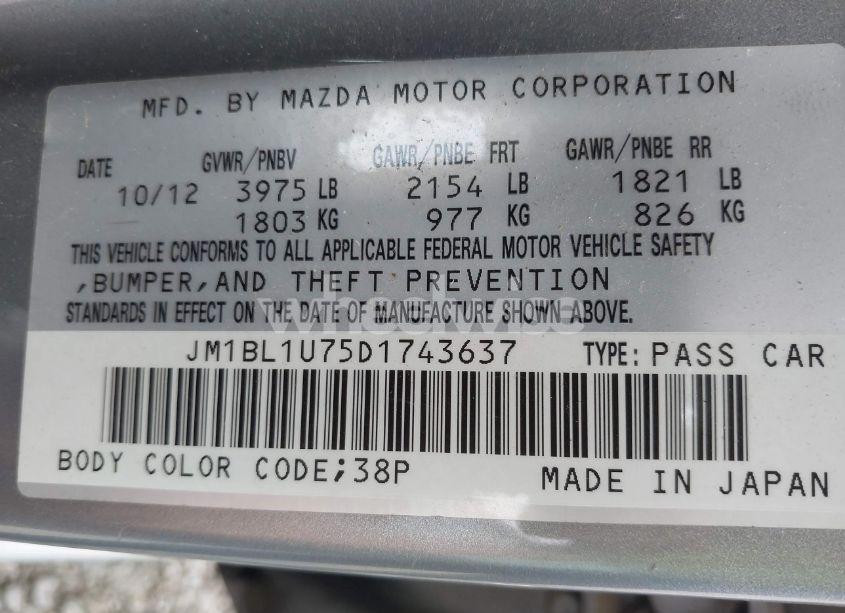 MFD. BY MAZDA MOTOR CORPORATION
DATE GVWR/PNBV GAWR/PNBE FRT GAWR/PNBE RR
10/12 3975 LB 2154 LB 1821 LB
1803 KG 977 KG 826 KG
THIS VEHICLE CONFORMS TO ALL APPLICABLE FEDERAL MOTOR VEHICLE SAFETY
,BUMPER,AND THEFT PREVENTION
STANDARDS IN EFFECT ON THE DATE OF MANUFACTURE SHOWN ABOVE.
wheelwise
JM1BL1U75D1743637 TYPE: PASS CAR
BODY COLOR CODE;38P MADE IN JAPAN